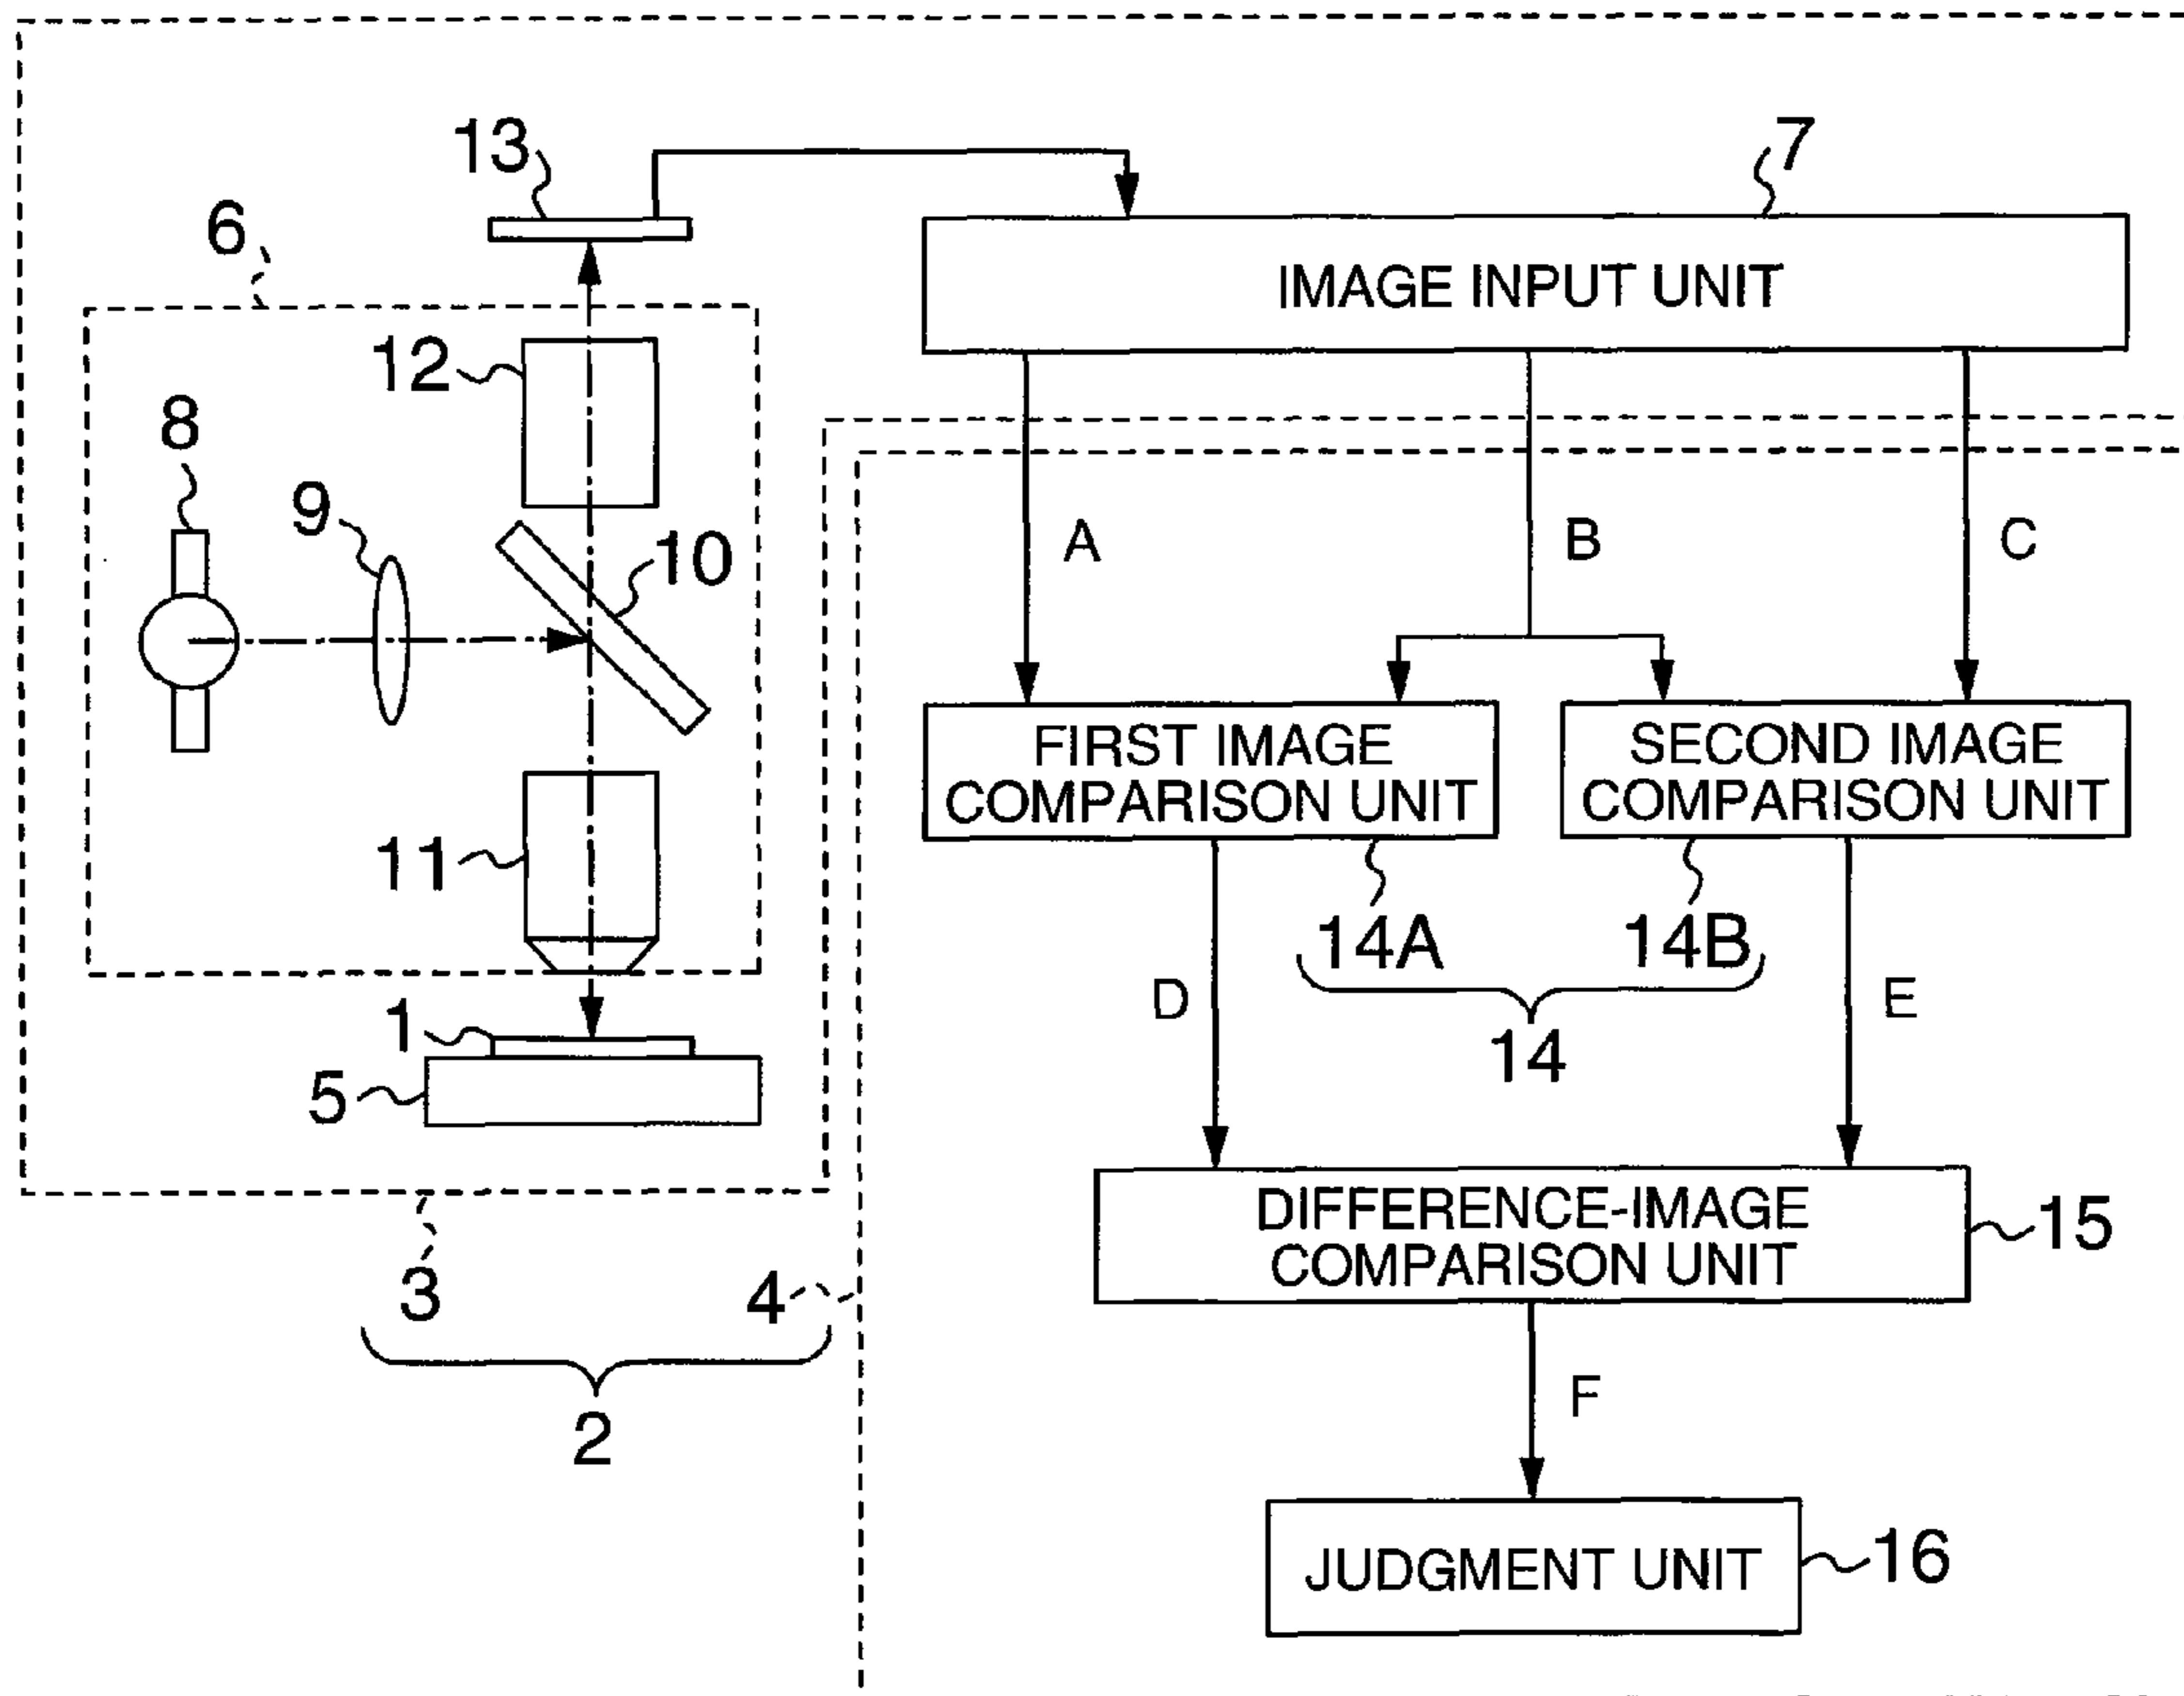 13
7
6
IMAGE INPUT UNIT
12
8
9
10
A
B
C
FIRST IMAGE
COMPARISON UNIT
SECOND IMAGE
COMPARISON UNIT
11
14A
14B
D
E
1
14
5
DIFFERENCE-IMAGE
COMPARISON UNIT
15
3
4
2
F
JUDGMENT UNIT
16